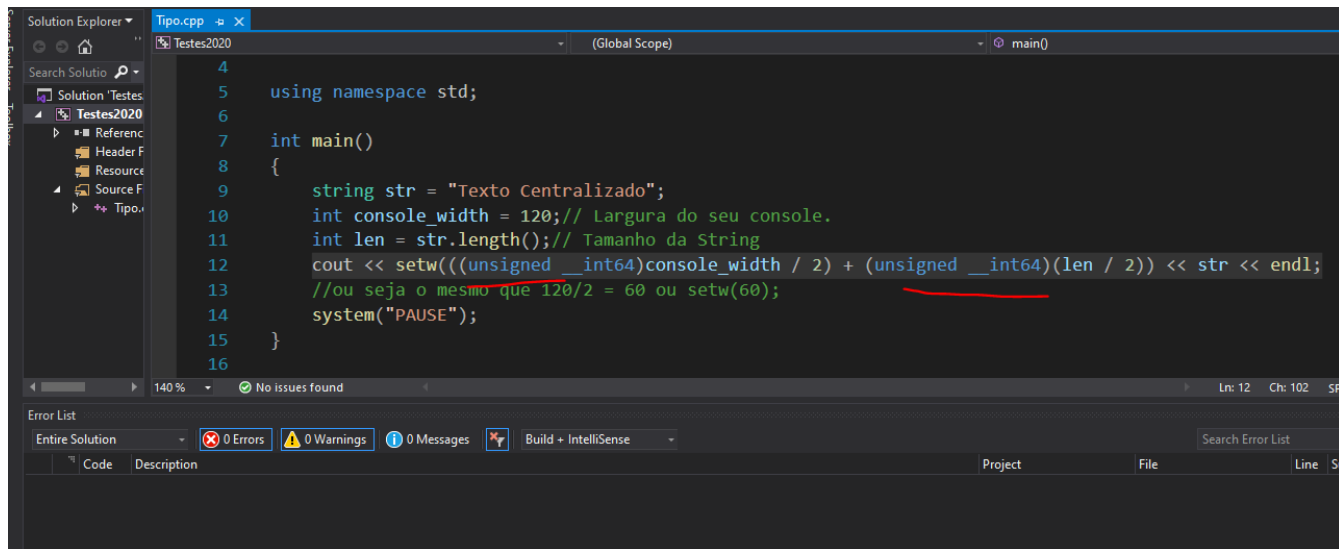 Solution Explorer
Tipo.cpp
Testes2020
(Global Scope)
main()
Search Solutio
Solution 'Testes
Testes2020
Referenc
Header F
Resource
Source F
Tipo.
4
5 using namespace std;
6
7 int main()
8 {
9 string str = "Texto Centralizado";
10 int console_width = 120;// Largura do seu console.
11 int len = str.length();// Tamanho da String
12 cout << setw(((unsigned __int64)console_width / 2) + (unsigned __int64)(len / 2)) << str << endl;
13 //ou seja o mesmo que 120/2 = 60 ou setw(60);
14 system("PAUSE");
15 }
16
140 % No issues found Ln: 12 Ch: 102
Error List
Entire Solution 0 Errors 0 Warnings 0 Messages Build + IntelliSense Search Error List
Code Description Project File Line